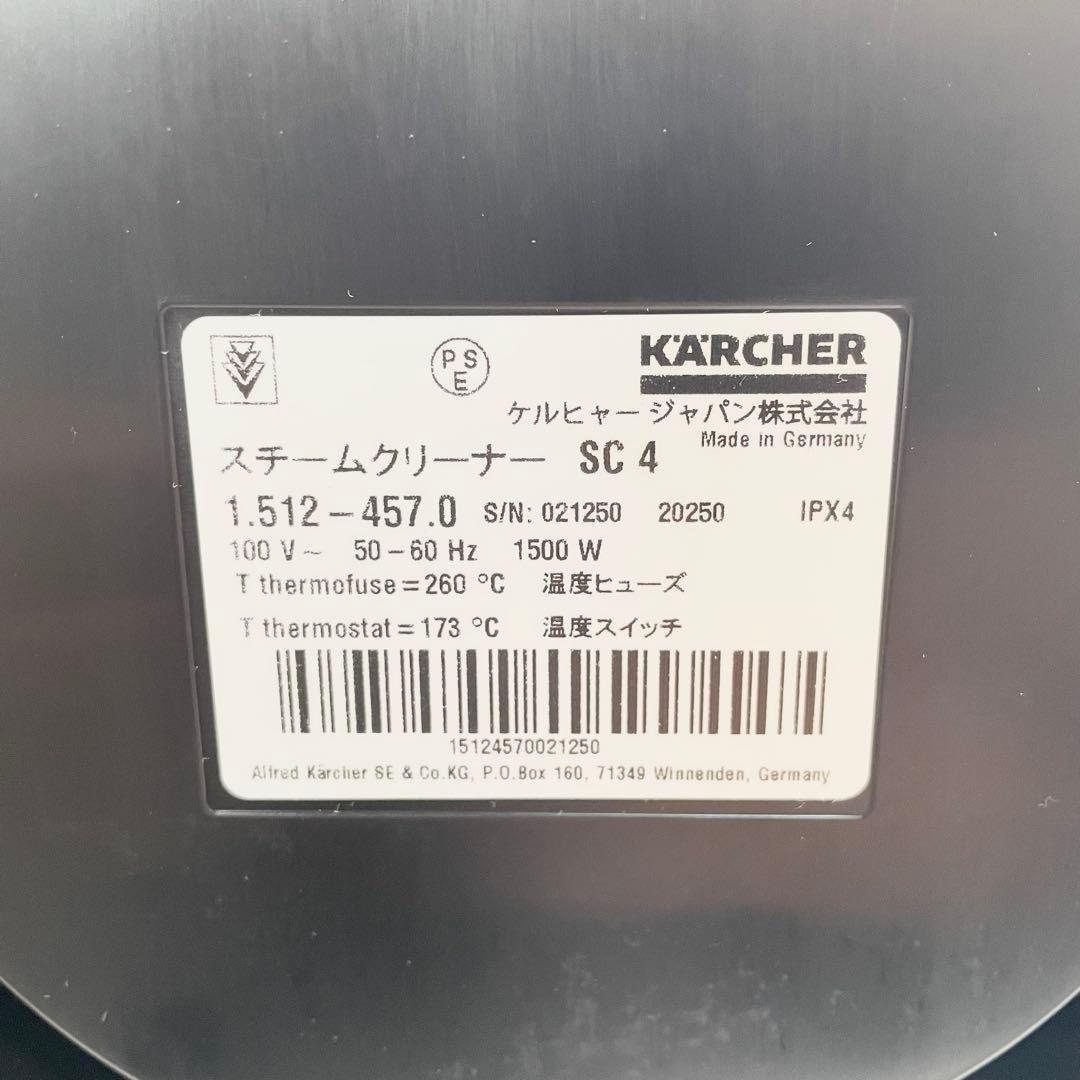 PSE
KÄRCHER
ケルヒャー ジャパン株式会社
Made in Germany
スチームクリーナー SC 4
1.512-457.0 S/N: 021250 20250 IPX4
100 V~ 50-60 Hz 1500 W
T thermofuse=260 °C 温度ヒューズ
T thermostat=173 °C 温度スイッチ
15124570021250
Alfred Kärcher SE & Co.KG, P.O.Box 160, 71349 Winnenden, Germany